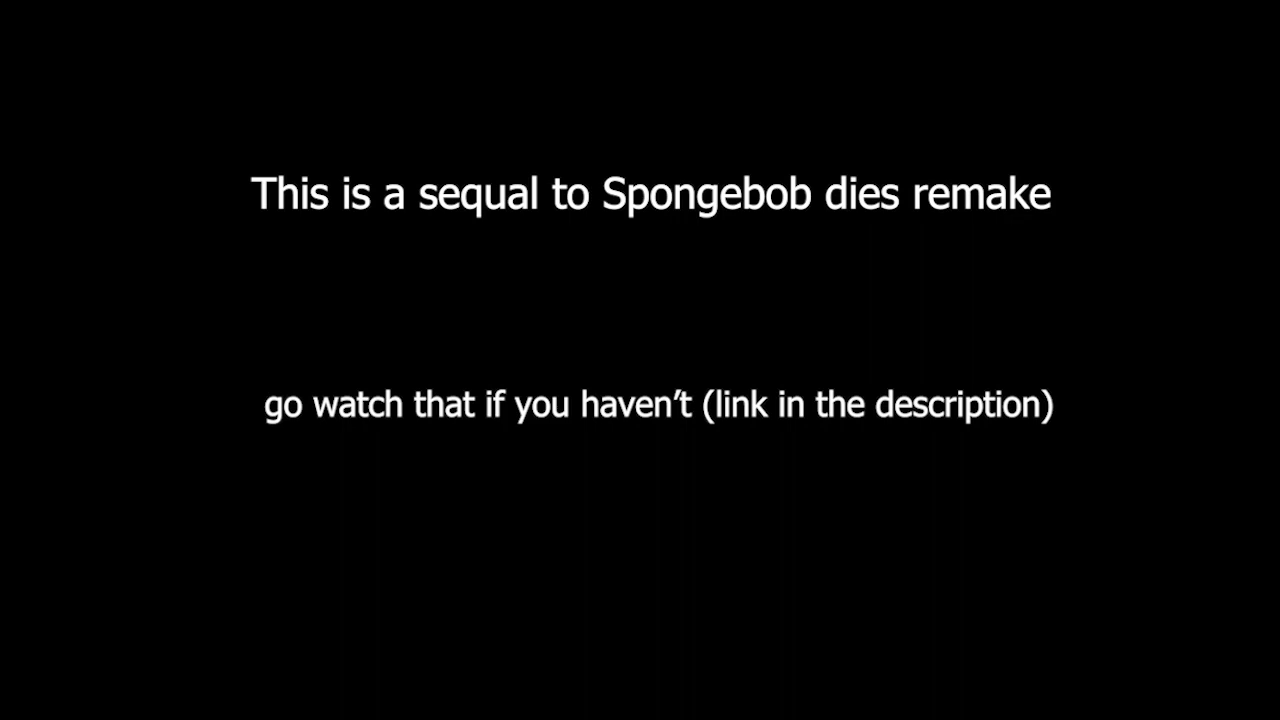 This is a sequal to Spongebob dies remake
go watch that if you haven’t (link in the description)